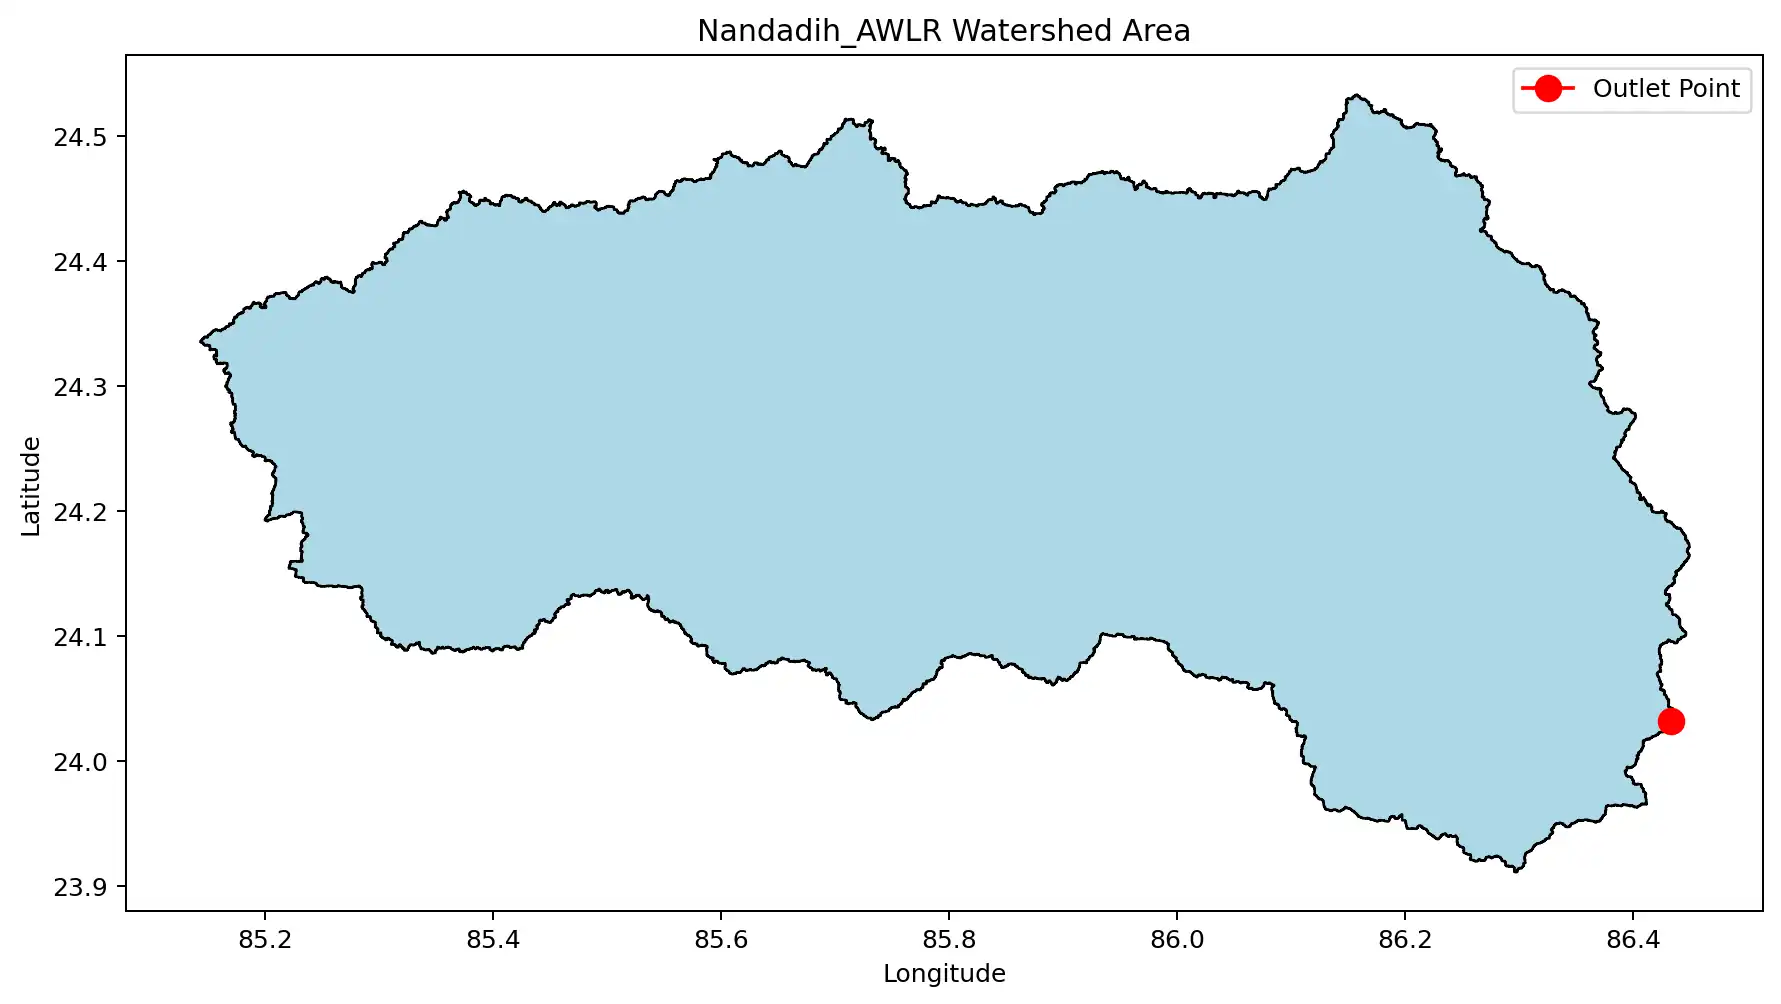 Nandadih_AWLR Watershed Area
Outlet Point
24.5
24.4
24.3
24.2
24.1
24.0
23.9
Latitude
85.2 85.4 85.6 85.8 86.0 86.2 86.4
Longitude